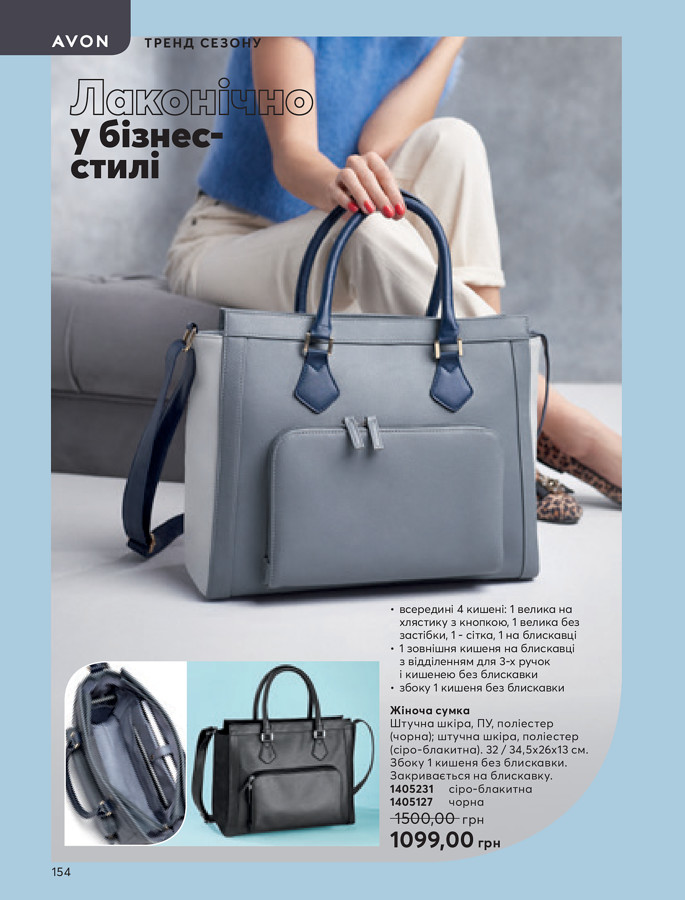 AVON
ТРЕНД СЕЗОНУ
Лаконічно
у бізнес-
стилі
• всередині 4 кишені: 1 велика на
хлястику з кнопкою, 1 велика без
застібки, 1 - сітка, 1 на блискавці
• 1 зовнішня кишеня на блискавці
з відділенням для 3-х ручок
і кишенею без блискавки
• збоку 1 кишеня без блискавки
Жіноча сумка
Штучна шкіра, ПУ, поліестер
(чорна); штучна шкіра, поліестер
(сіро-блакитна). 32 / 34,5х26х13 см.
Збоку 1 кишеня без блискавки.
Закривається на блискавку.
1405231 сіро-блакитна
1405127 чорна
1500,00 грн
1099,00 грн
154